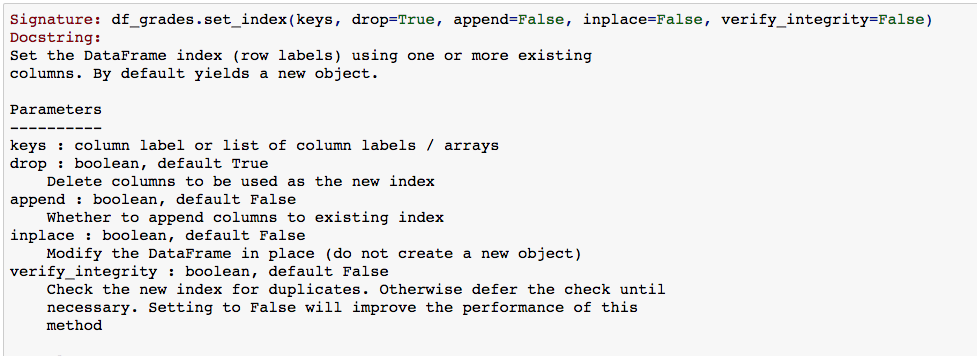 Signature: df_grades.set_index(keys, drop=True, append=False, inplace=False, verify_integrity=False)
Docstring:
Set the DataFrame index (row labels) using one or more existing
columns. By default yields a new object.

Parameters
----------
keys : column label or list of column labels / arrays
drop : boolean, default True
    Delete columns to be used as the new index
append : boolean, default False
    Whether to append columns to existing index
inplace : boolean, default False
    Modify the DataFrame in place (do not create a new object)
verify_integrity : boolean, default False
    Check the new index for duplicates. Otherwise defer the check until
    necessary. Setting to False will improve the performance of this
    method